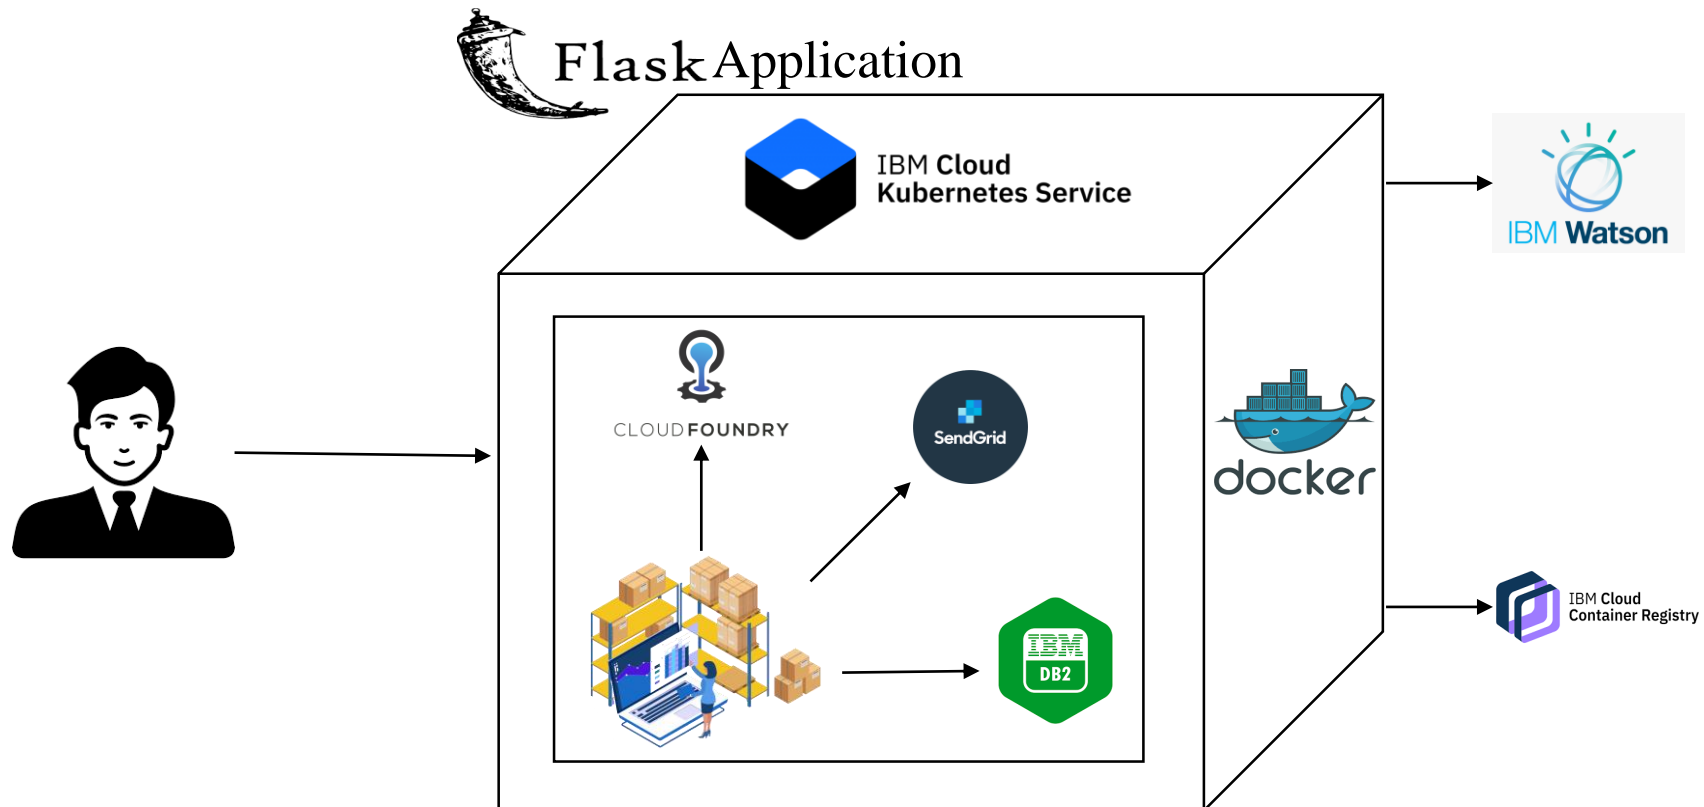 Flask Application
IBM Cloud
Kubernetes Service
IBM Watson
CLOUDFOUNDRY
SendGrid
docker
IBM Cloud
Container Registry
IBM
DB2